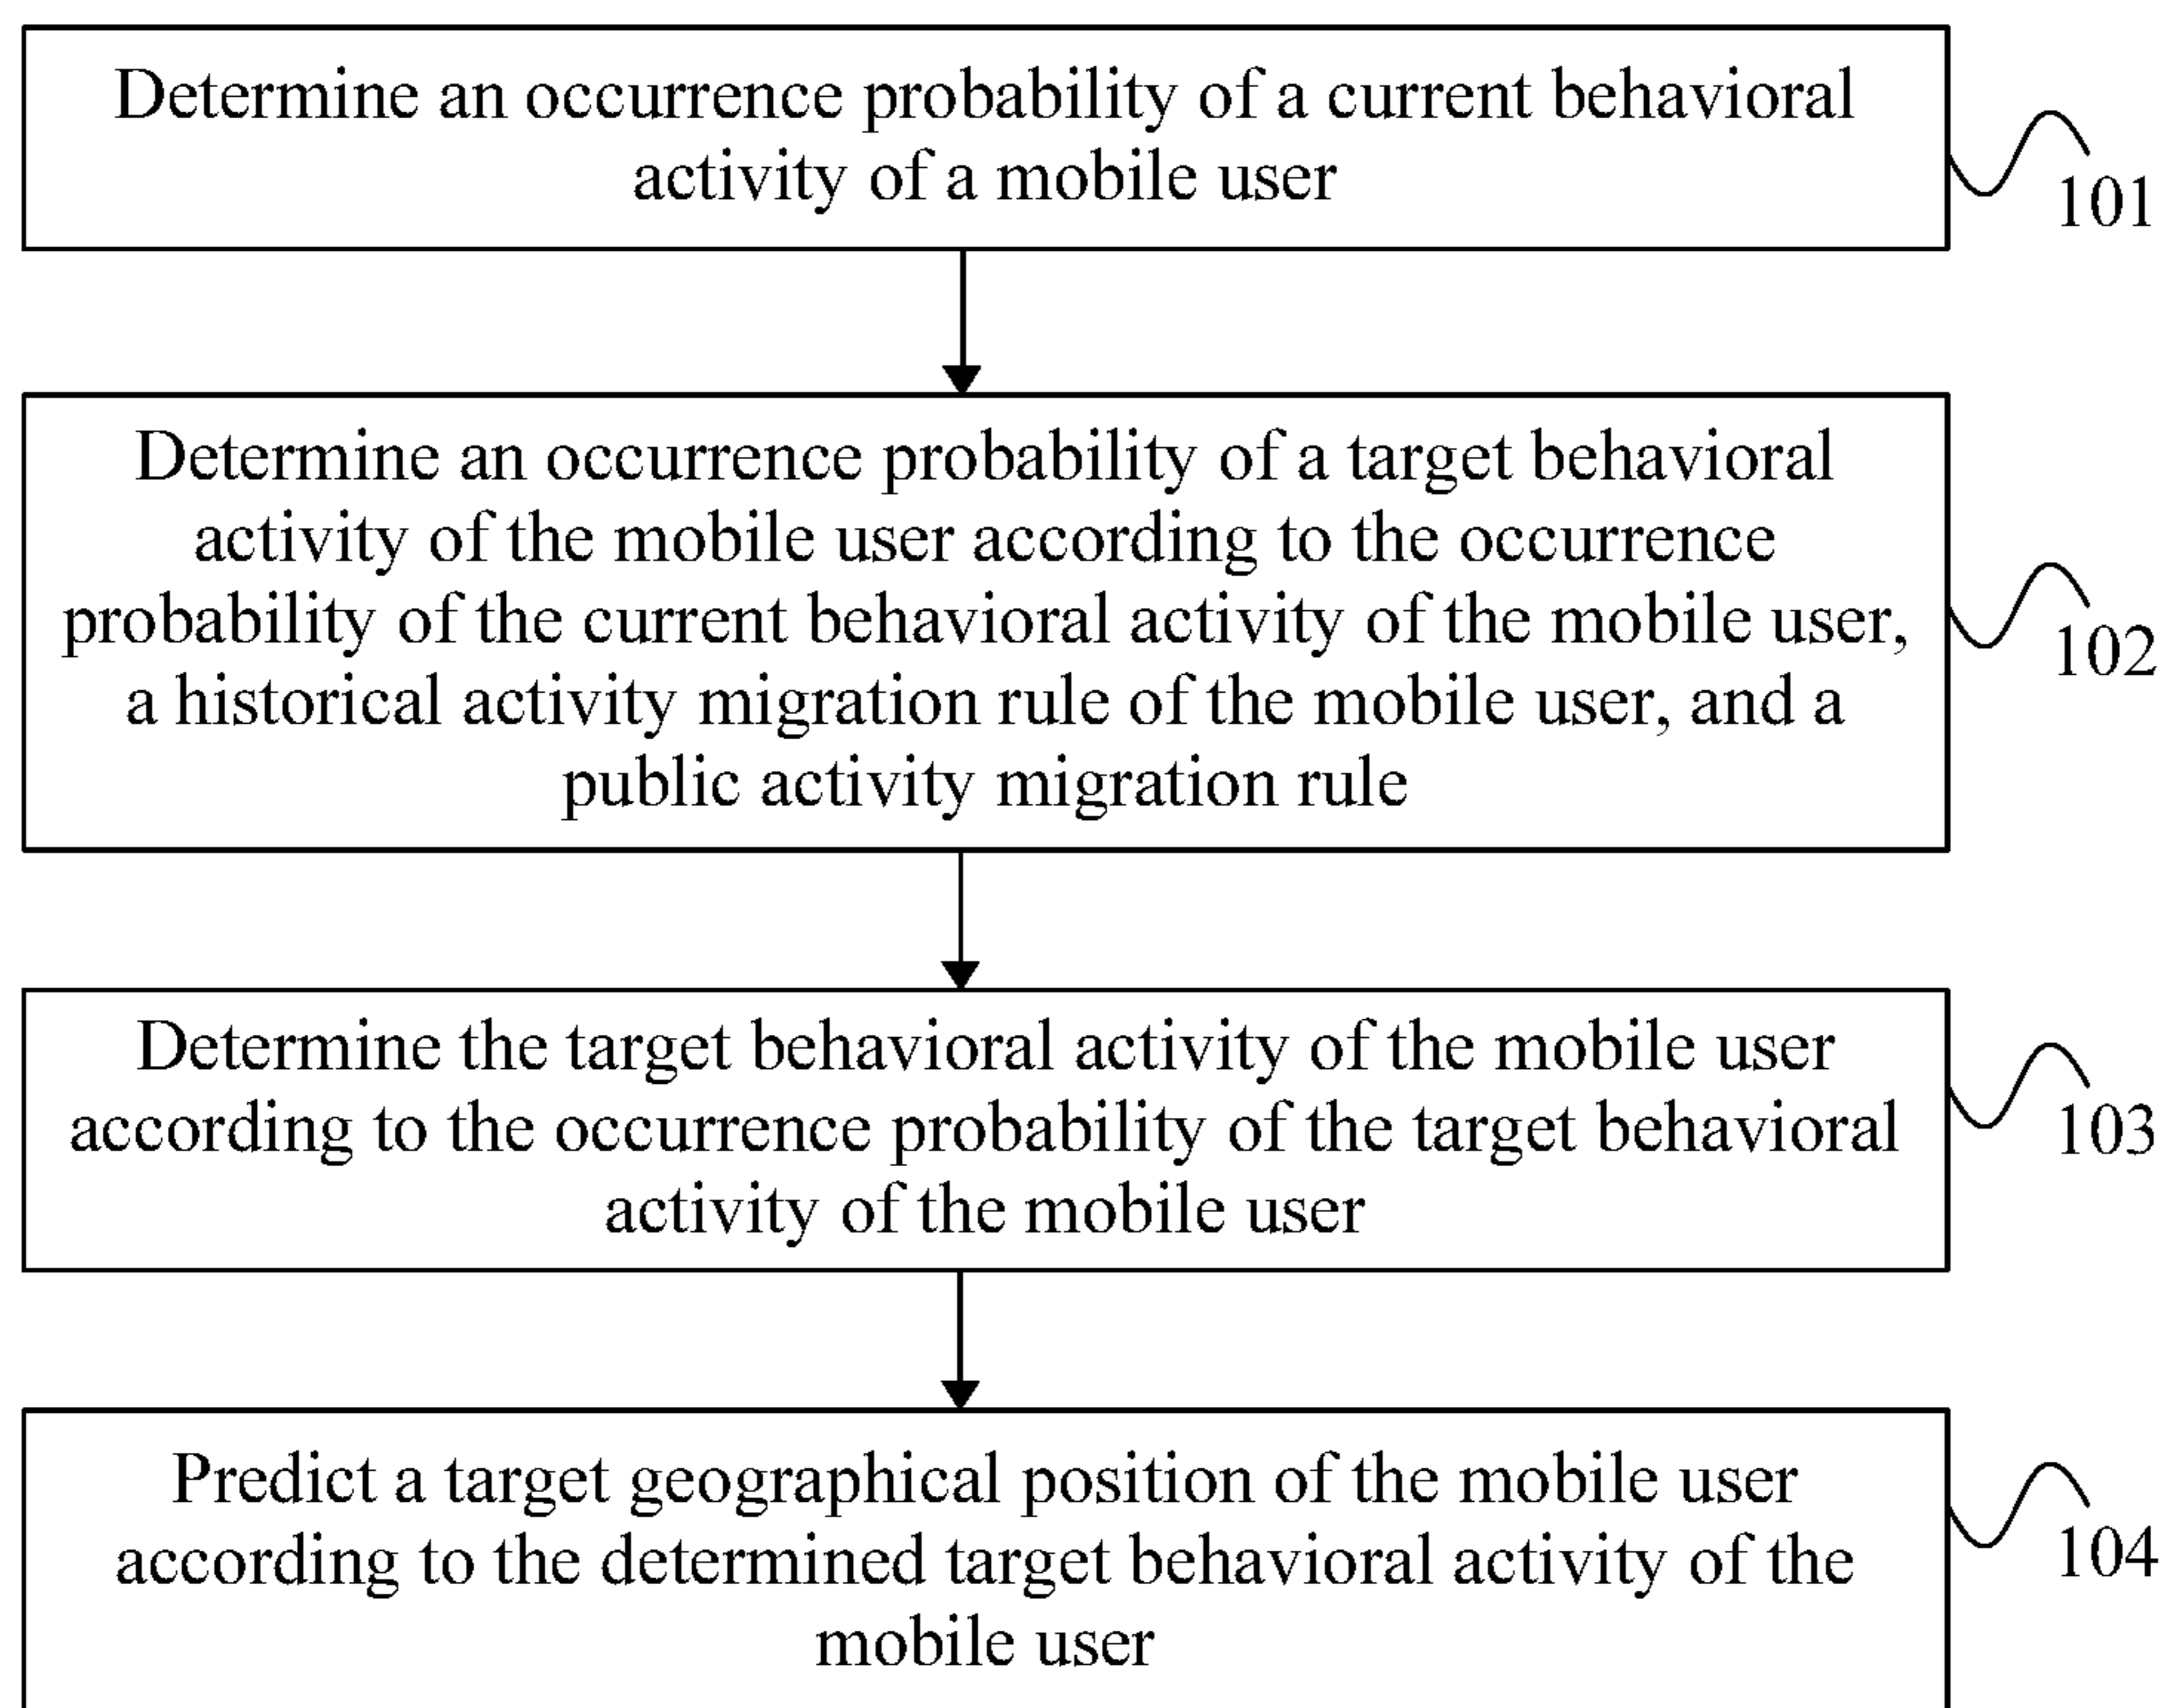 Determine an occurrence probability of a current behavioral
activity of a mobile user
101
Determine an occurrence probability of a target behavioral
activity of the mobile user according to the occurrence
probability of the current behavioral activity of the mobile user,
a historical activity migration rule of the mobile user, and a
public activity migration rule
102
Determine the target behavioral activity of the mobile user
according to the occurrence probability of the target behavioral
activity of the mobile user
103
Predict a target geographical position of the mobile user
according to the determined target behavioral activity of the
mobile user
104